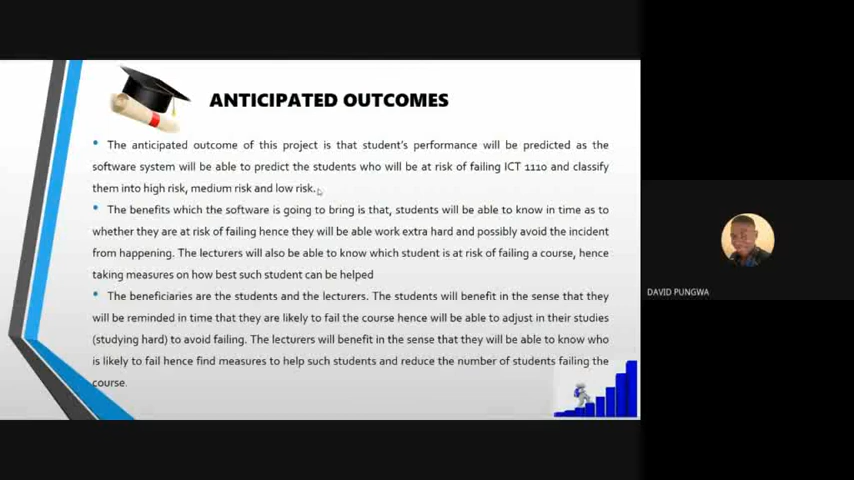 ANTICIPATED OUTCOMES
• The anticipated outcome of this project is that student's performance will be predicted as the
software system will be able to predict the students who will be at risk of failing ICT 1110 and classify
them into high risk, medium risk and low risk.
• The benefits which the software is going to bring is that, students will be able to know in time as to
whether they are at risk of failing hence they will be able work extra hard and possibly avoid the incident
from happening. The lecturers will also be able to know which student is at risk of failing a course, hence
taking measures on how best such student can be helped
• The beneficiaries are the students and the lecturers. The students will benefit in the sense that they
will be reminded in time that they are likely to fail the course hence will be able to adjust in their studies
(studying hard) to avoid failing. The lecturers will benefit in the sense that they will be able to know who
is likely to fail hence find measures to help such students and reduce the number of students failing the
course.
DAVID PUNGWA